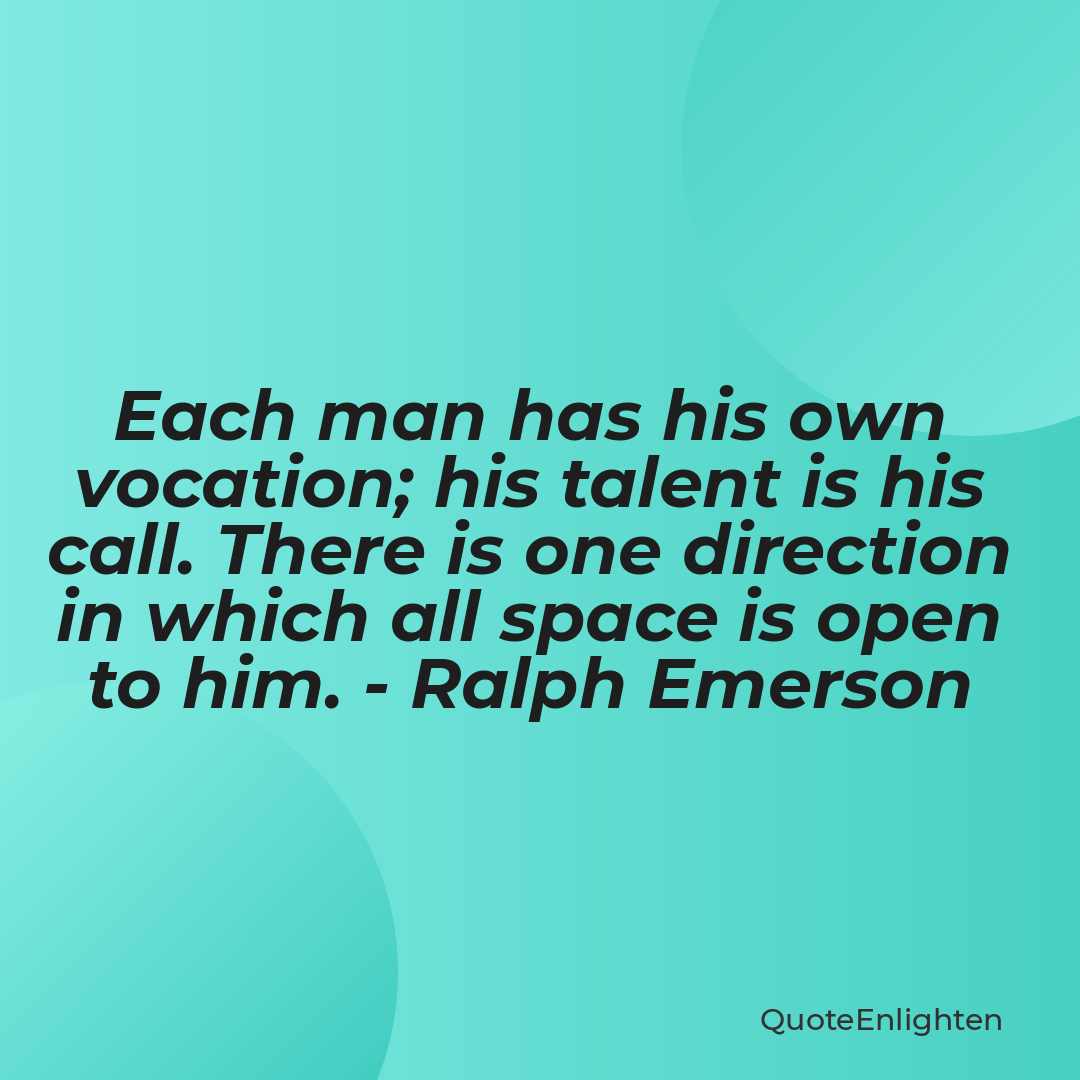 Each man has his own
vocation; his talent is his
call. There is one direction
in which all space is open
to him. - Ralph Emerson
QuoteEnlighten